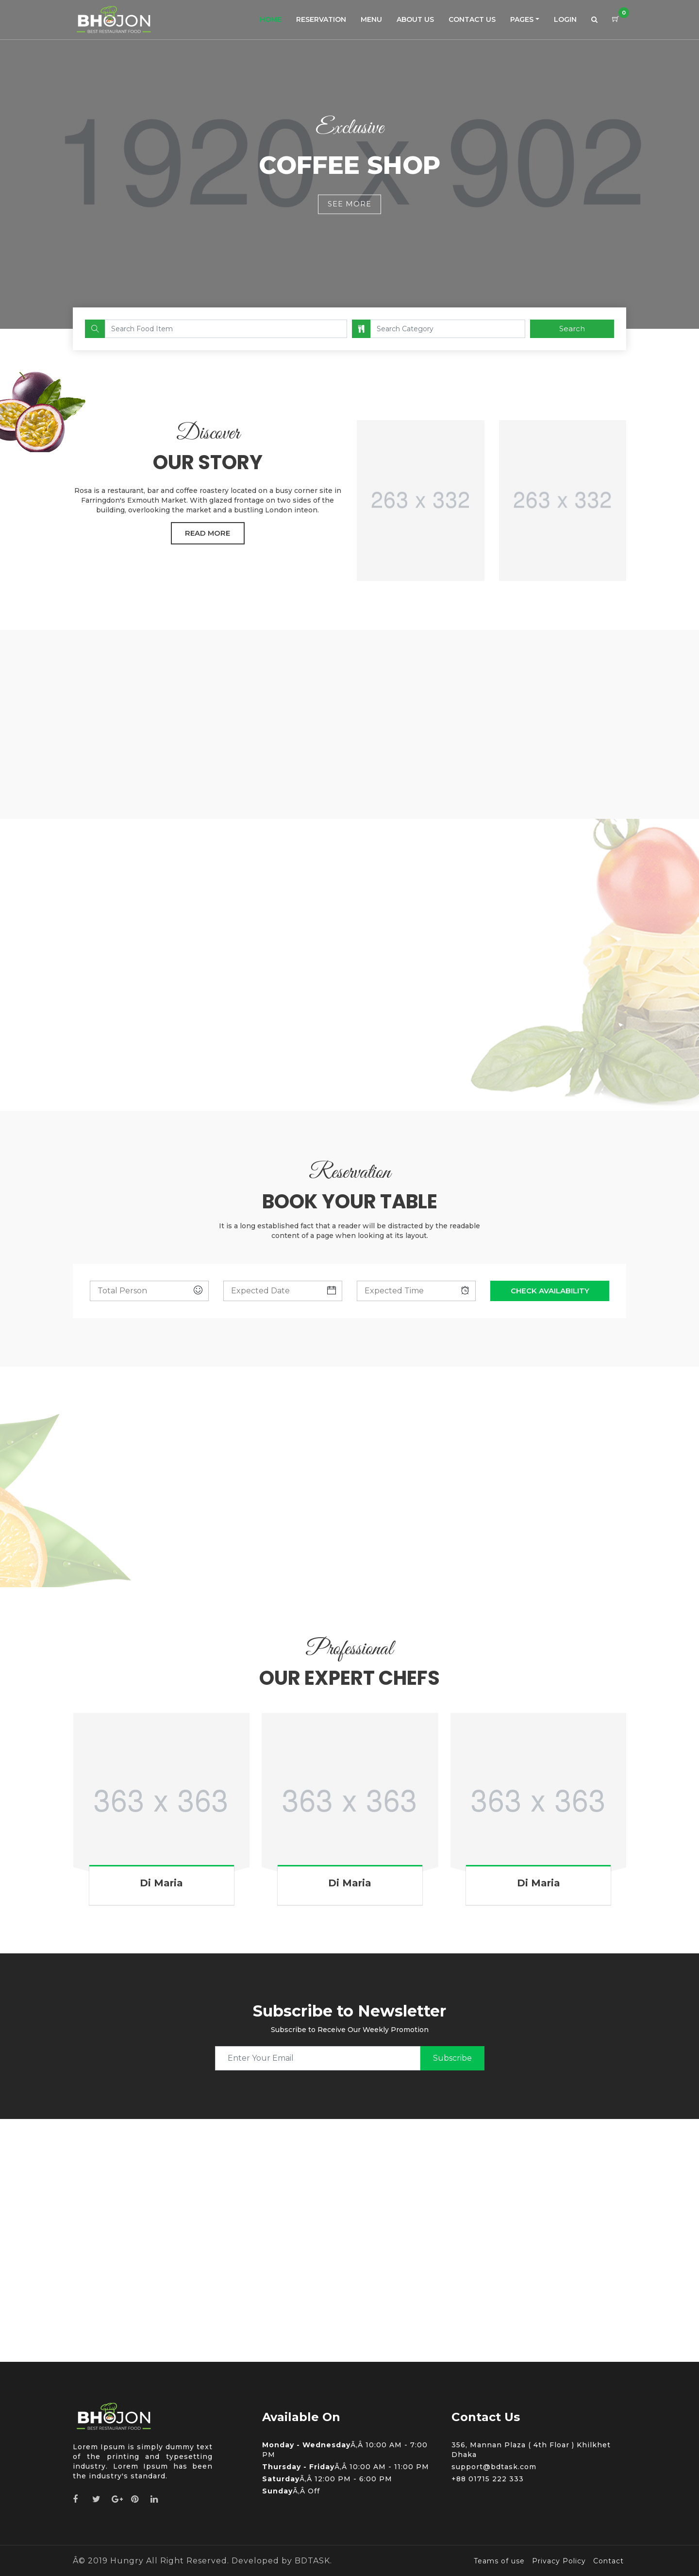 BHOJON
BEST RESTAURANT FOOD
RESERVATION
MENU
ABOUT US
CONTACT US
PAGES
LOGIN
0
1920 x 902
Exclusive
COFFEE SHOP
SEE MORE
Search Food Item
Search Category
Search
Discover
OUR STORY
Rosa is a restaurant, bar and coffee roastery located on a busy corner site in
Farringdon's Exmouth Market. With glazed frontage on two sides of the
building, overlooking the market and a bustling London inteon.
READ MORE
263 x 332
263 x 332
Reservation
BOOK YOUR TABLE
It is a long established fact that a reader will be distracted by the readable
content of a page when looking at its layout.
Total Person
Expected Date
Expected Time
CHECK AVAILABILITY
Professional
OUR EXPERT CHEFS
363 x 363
363 x 363
363 x 363
Di Maria
Di Maria
Di Maria
Subscribe to Newsletter
Subscribe to Receive Our Weekly Promotion
Enter Your Email
Subscribe
BHOJON
BEST RESTAURANT FOOD
Lorem Ipsum is simply dummy text
of the printing and typesetting
industry. Lorem Ipsum has been
the industry's standard.
Available On
Monday - WednesdayÃ,Â 10:00 AM - 7:00
PM
Thursday - FridayÃ,Â 10:00 AM - 11:00 PM
SaturdayÃ,Â 12:00 PM - 6:00 PM
SundayÃ,Â Off
Contact Us
356, Mannan Plaza ( 4th Floar ) Khilkhet
Dhaka
support@bdtask.com
+88 01715 222 333
Â© 2019 Hungry All Right Reserved. Developed by BDTASK.
Teams of use
Privacy Policy
Contact